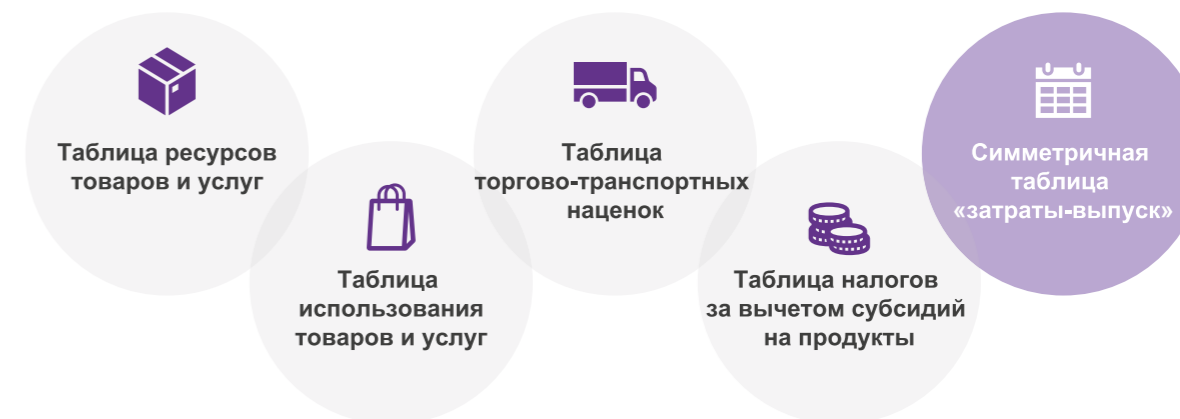 Таблица ресурсов
товаров и услуг
Таблица
использования
товаров и услуг
Таблица
торгово-транспортных
наценок
Таблица налогов
за вычетом субсидий
на продукты
Симметричная
таблица
«затраты-выпуск»